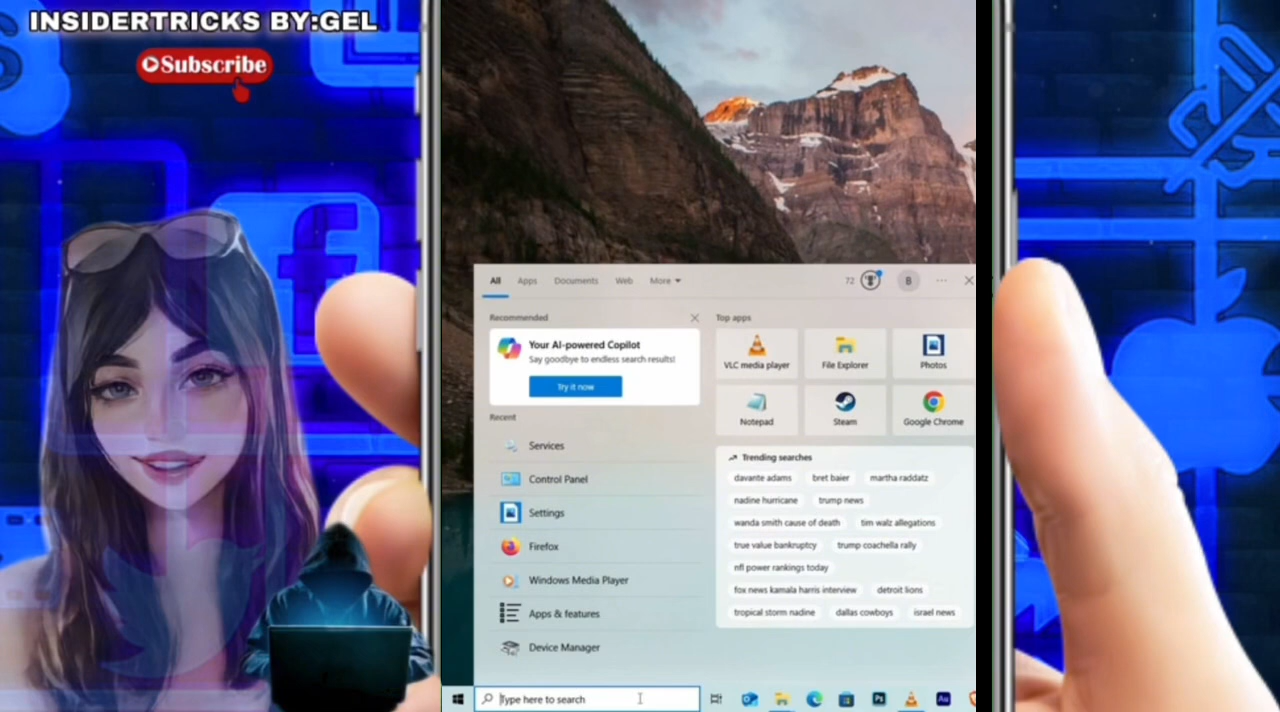 INSIDERTRICKS BY:GEL
Subscribe
All Apps Documents Web More 72 B
Recommended
Your AI-powered Copilot
Say goodbye to endless search results!
Try it now
Recent
Services
Control Panel
Settings
Firefox
Windows Media Player
Apps & features
Device Manager
Top apps
VLC media player File Explorer Photos
Notepad Steam Google Chrome
Trending searches
davante adams bret baier martha raddatz
nadine hurricane trump news
wanda smith cause of death tim walz allegations
true value bankruptcy trump coachella rally
nfl power rankings today
fox news kamala harris interview detroit lions
tropical storm nadine dallas cowboys israel news
Type here to search
Ps
Au